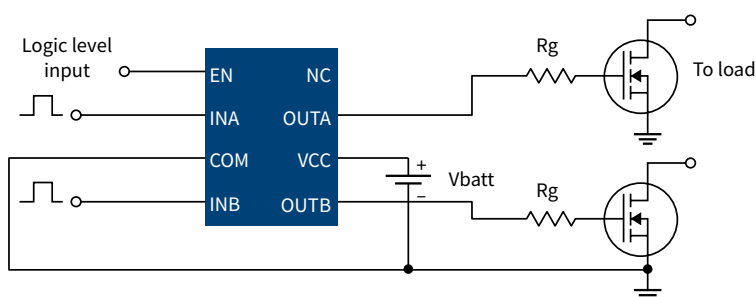 Logic level
input
EN
NC
Rg
To load
INA
OUTA
COM
VCC
+
Vbatt
−
Rg
INB
OUTB